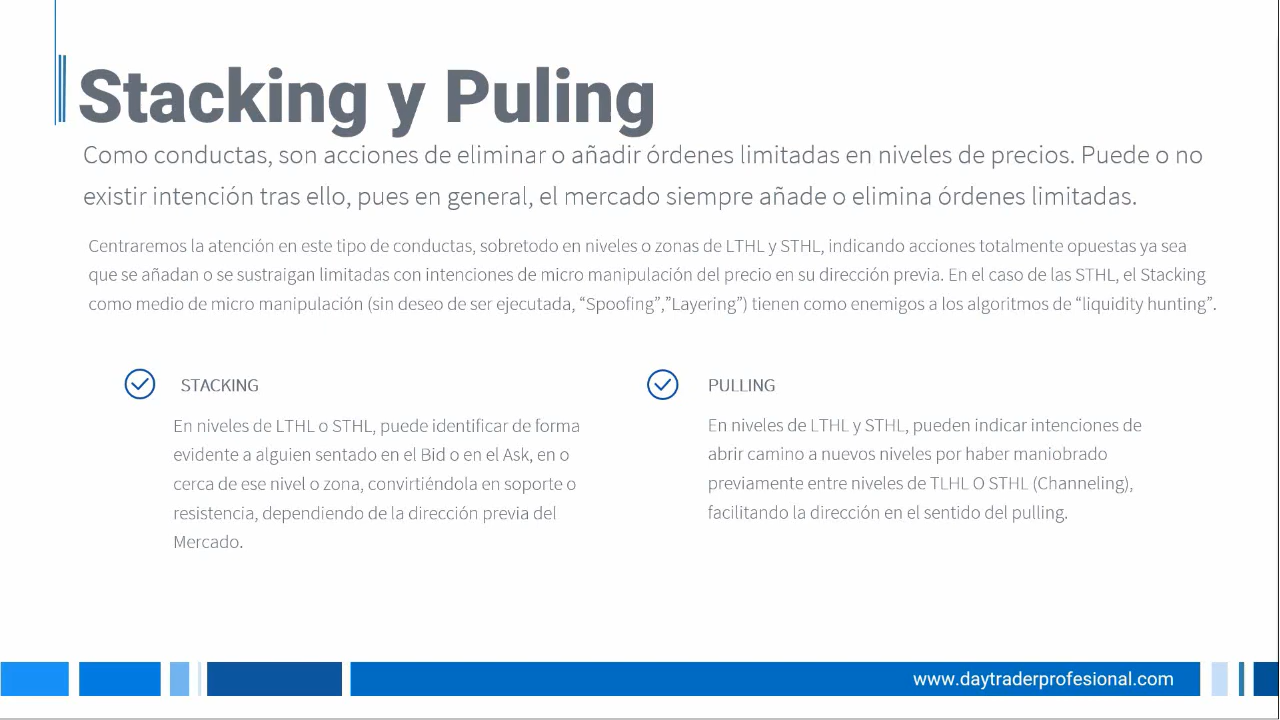 Stacking y Puling
Como conductas, son acciones de eliminar o añadir órdenes limitadas en niveles de precios. Puede o no
existir intención tras ello, pues en general, el mercado siempre añade o elimina órdenes limitadas.
Centraremos la atención en este tipo de conductas, sobretodo en niveles o zonas de LTHL y STHL, indicando acciones totalmente opuestas ya sea
que se añadan o se sustraigan limitadas con intenciones de micro manipulación del precio en su dirección previa. En el caso de las STHL, el Stacking
como medio de micro manipulación (sin deseo de ser ejecutada, “Spoofing”,”Layering”) tienen como enemigos a los algoritmos de “liquidity hunting”.
STACKING
En niveles de LTHL o STHL, puede identificar de forma
evidente a alguien sentado en el Bid o en el Ask, en o
cerca de ese nivel o zona, convirtiéndola en soporte o
resistencia, dependiendo de la dirección previa del
Mercado.
PULLING
En niveles de LTHL y STHL, pueden indicar intenciones de
abrir camino a nuevos niveles por haber maniobrado
previamente entre niveles de TLHL O STHL (Channeling),
facilitando la dirección en el sentido del pulling.
www.daytraderprofesional.com